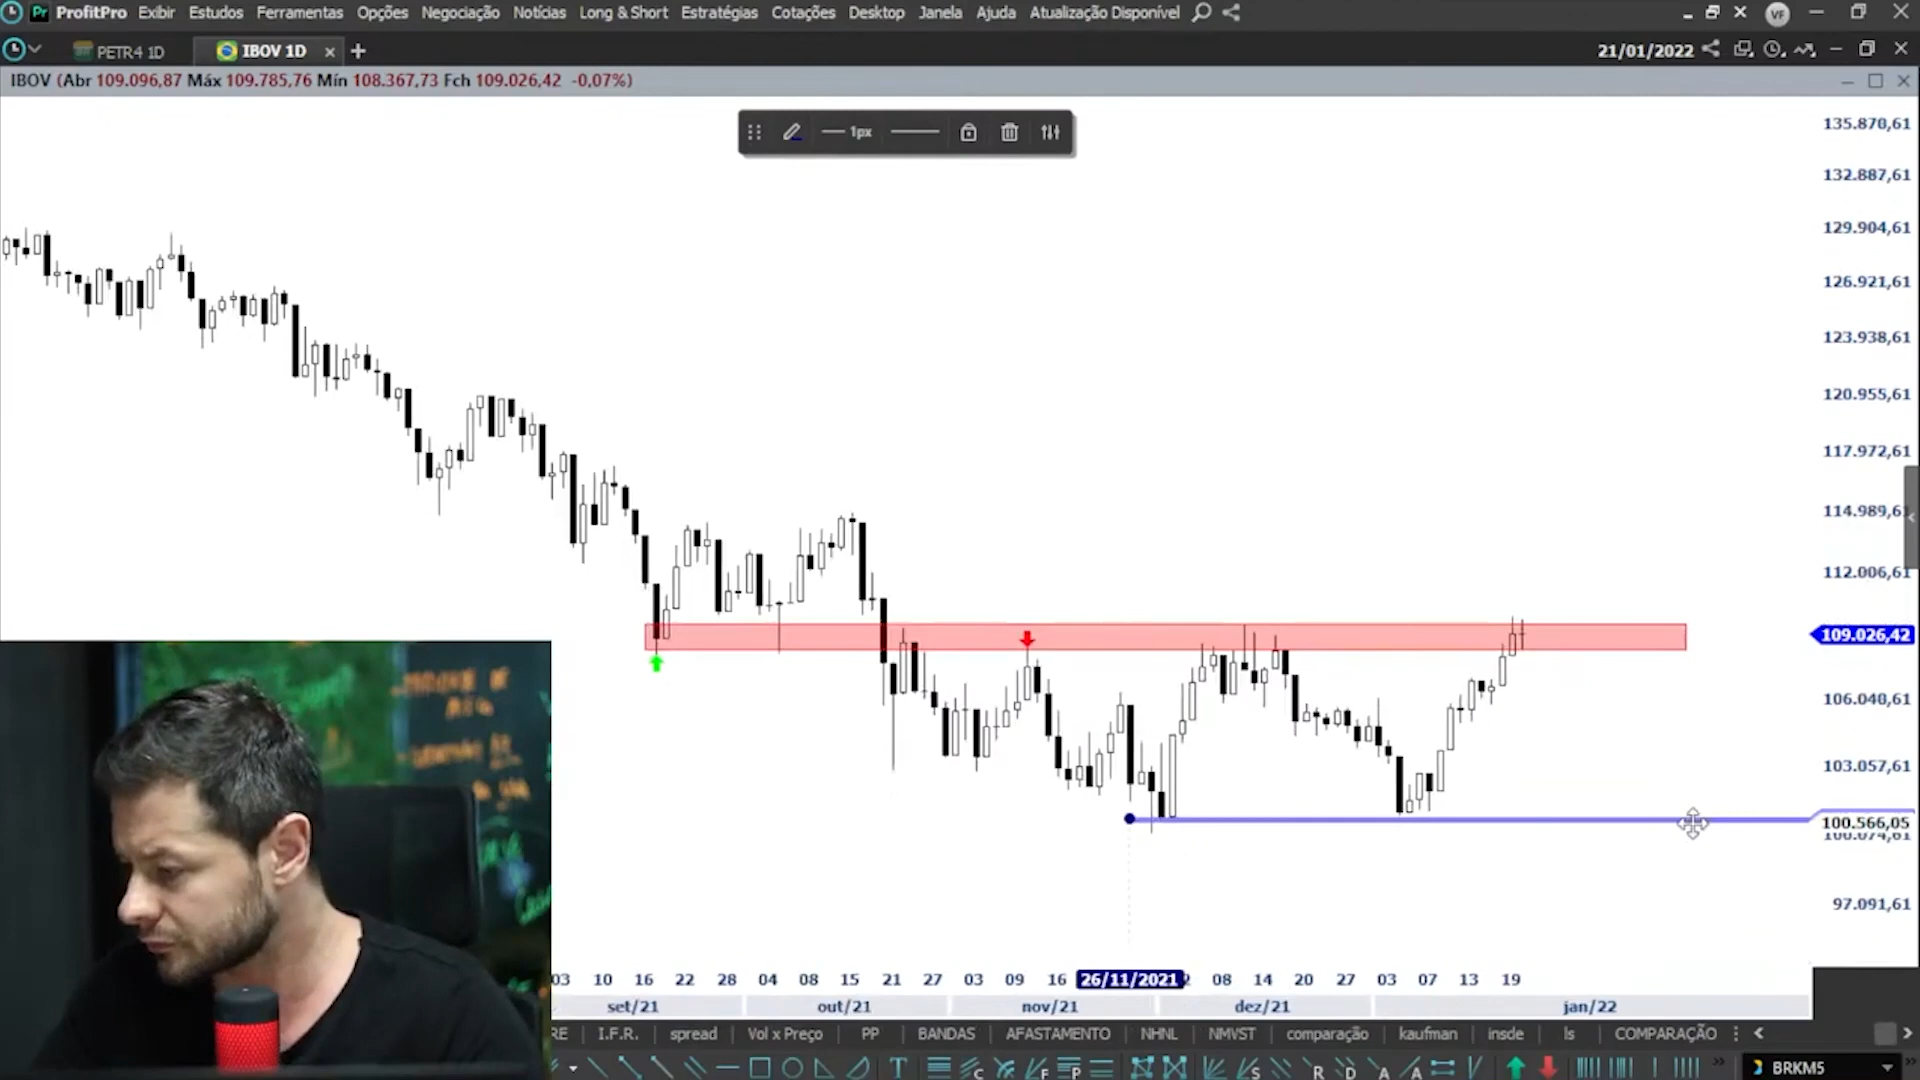 ProfitPro Exibir Estudos Ferramentas Opções Negociação Notícias Long & Short Estratégias Cotações Desktop Janela Ajuda Atualização Disponível VF
PETR4 1D IBOV 1D 21/01/2022
IBOV (Abr 109.096,87 Máx 109.785,76 Mín 108.367,73 Fch 109.026,42 -0,07%)
1px
135.870,61
132.887,61
129.904,61
126.921,61
123.938,61
120.955,61
117.972,61
114.989,61
112.006,61
109.026,42
106.040,61
103.057,61
100.566,05
97.091,61
03 10 16 22 04 08 15 21 27 03 09 16 26/11/2021 08 14 20 27 03 07 13 19
set/21 out/21 nov/21 dez/21 jan/22
RE I.F.R. spread Vol x Preço PP BANDAS AFASTAMENTO NHNL NMVST comparação kaufman insde ls COMPARAÇÃO
T C F P S R D A A BRKM5